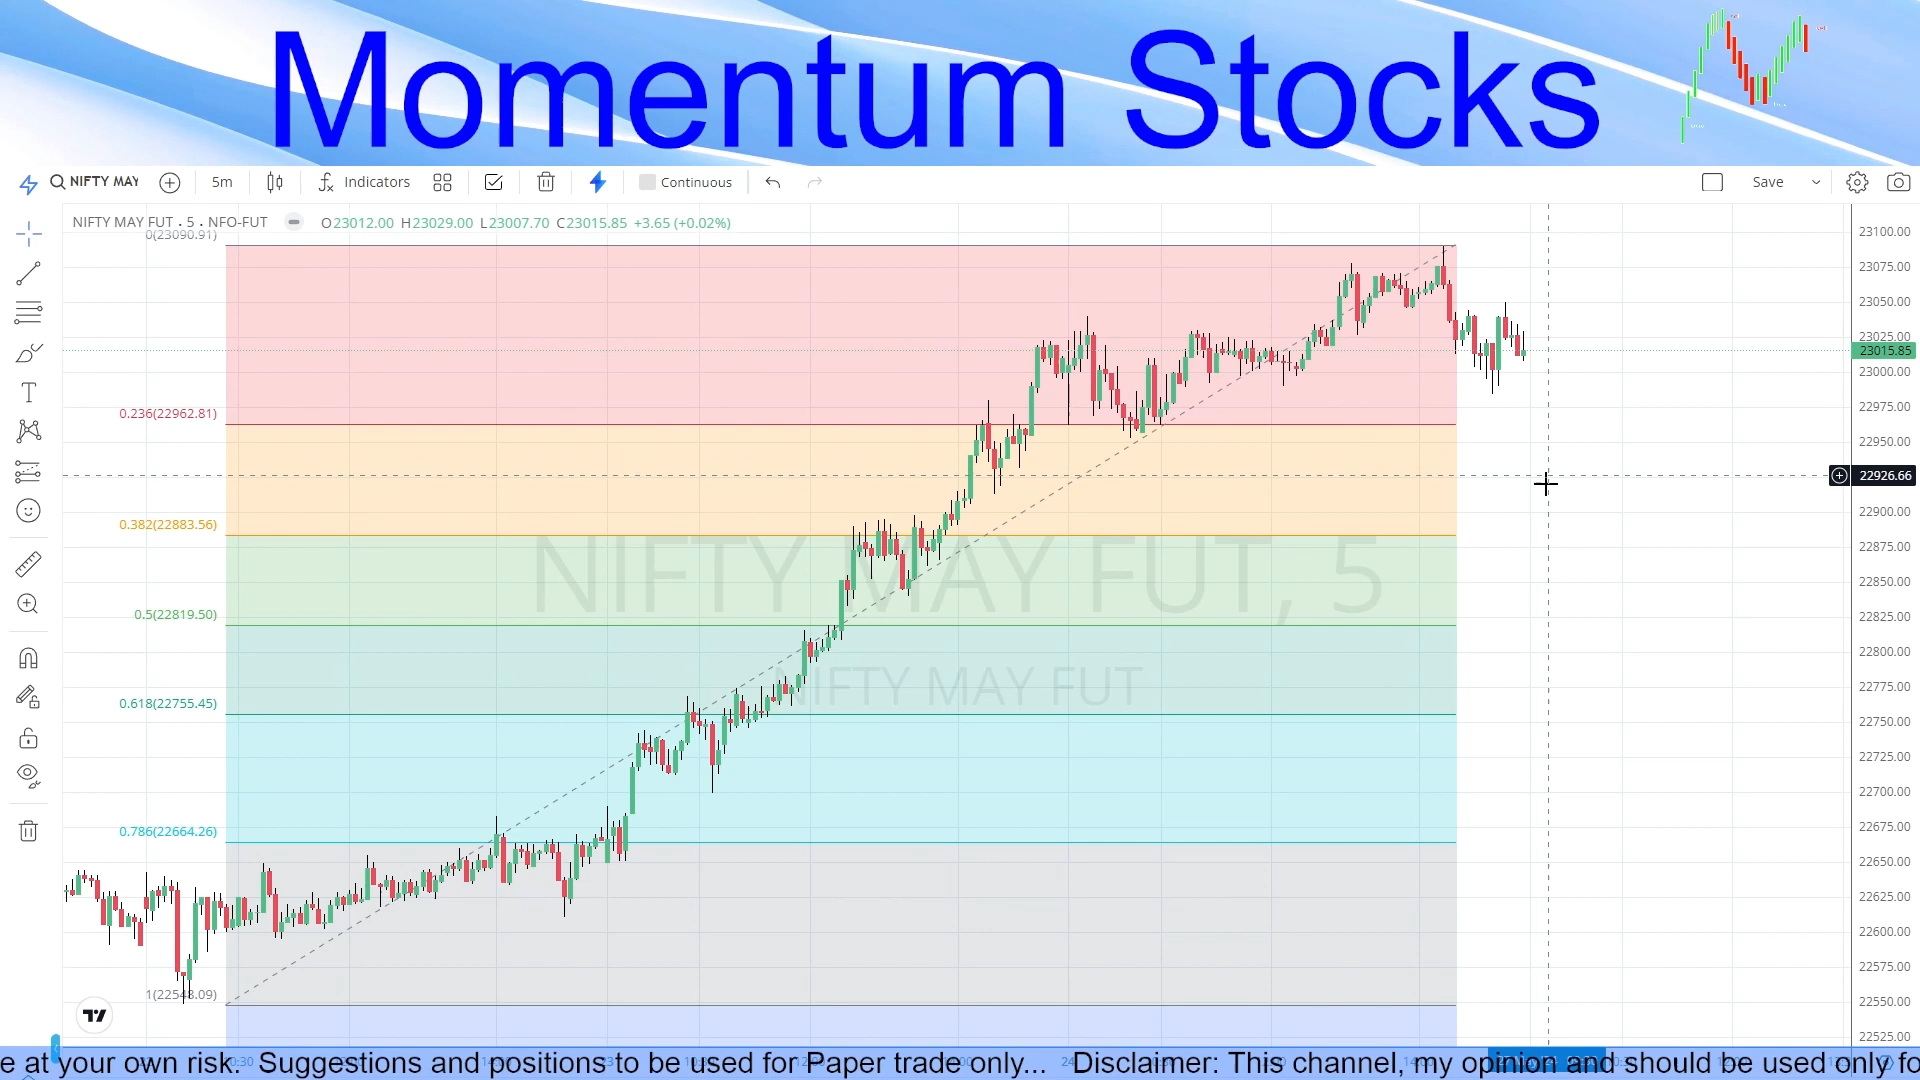 Momentum Stocks
NIFTY MAY
5m
Indicators
Continuous
Save
NIFTY MAY FUT . 5 . NFO-FUT
O23012.00 H23029.00 L23007.70 C23015.85 +3.65 (+0.02%)
0(23090.91)
0.236(22962.81)
0.382(22883.56)
0.5(22819.50)
0.618(22755.45)
0.786(22664.26)
1(22548.09)
NIFTY MAY FUT, 5
NIFTY MAY FUT
23100.00
23075.00
23050.00
23025.00
23015.85
23000.00
22975.00
22950.00
22926.66
22900.00
22875.00
22850.00
22825.00
22800.00
22775.00
22750.00
22725.00
22700.00
22675.00
22650.00
22625.00
22600.00
22575.00
22550.00
22525.00
e at your own risk. Suggestions and positions to be used for Paper trade only... Disclaimer: This channel, my opinion and should be used only fo